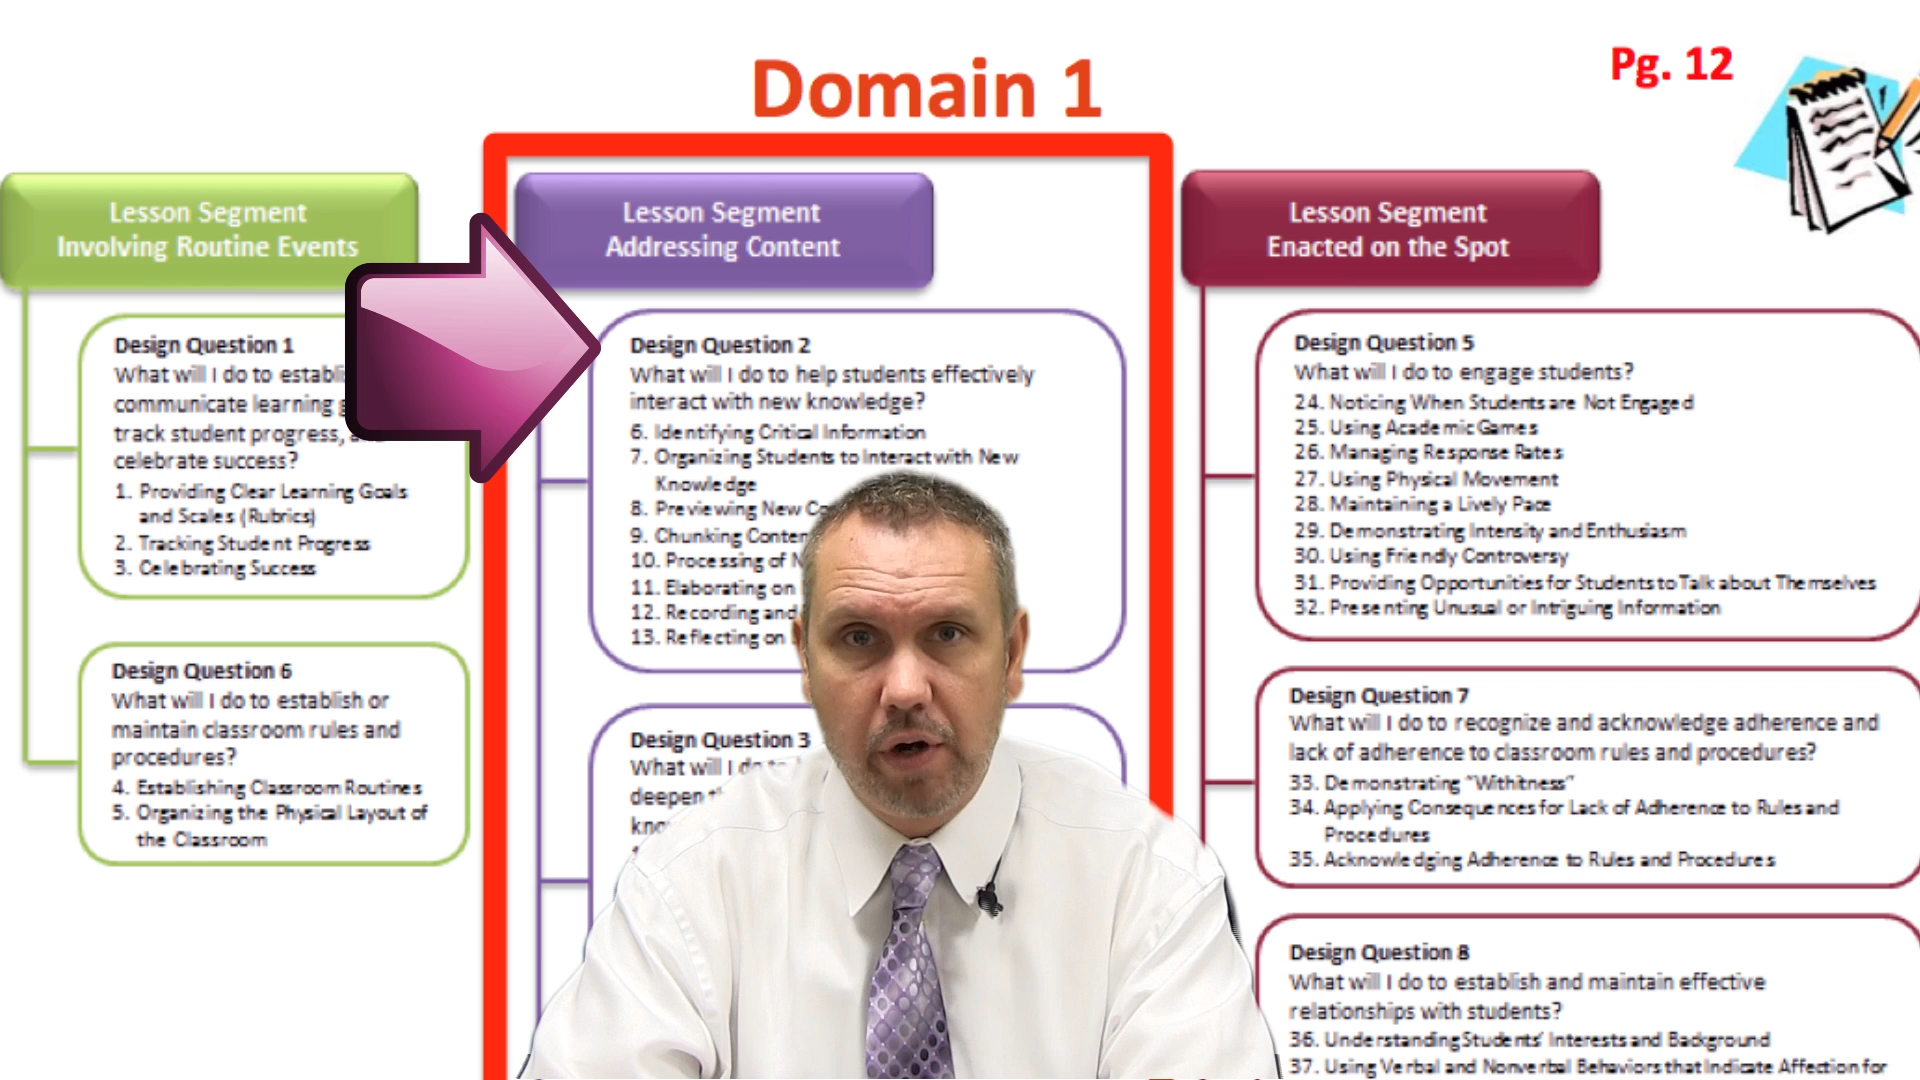 Domain 1
Pg. 12
Lesson Segment
Involving Routine Events
Design Question 1
What will I do to
communicate learning
track student progress,
celebrate success?
1. Providing Clear Learning Goals
and Scales (Rubrics)
2. Tracking Student Progress
3. Celebrating Success
Design Question 6
What will I do to establish or
maintain classroom rules and
procedures?
4. Establishing Classroom Routines
5. Organizing the Physical Layout of
the Classroom
Lesson Segment
Addressing Content
Design Question 2
What will I do to help students effectively
interact with new knowledge?
6. Identifying Critical Information
7. Organizing Students to Interact with New
Knowledge
8. Previewing New
9. Chunking
10. Processing of
11. Elaborating on
12. Recording and
13. Reflecting on
Design Question 3
What will I
deepen
Lesson Segment
Enacted on the Spot
Design Question 5
What will I do to engage students?
24. Noticing When Students are Not Engaged
25. Using Academic Games
26. Managing Response Rates
27. Using Physical Movement
28. Maintaining a Lively Pace
29. Demonstrating Intensity and Enthusiasm
30. Using Friendly Controversy
31. Providing Opportunities for Students to Talk about Themselves
32. Presenting Unusual or Intriguing Information
Design Question 7
What will I do to recognize and acknowledge adherence and
lack of adherence to classroom rules and procedures?
33. Demonstrating "Withitness"
34. Applying Consequences for Lack of Adherence to Rules and
Procedures
35. Acknowledging Adherence to Rules and Procedures
Design Question 8
What will I do to establish and maintain effective
relationships with students?
36. Understanding Students' Interests and Background
37. Using Verbal and Nonverbal Behaviors that Indicate Affection for